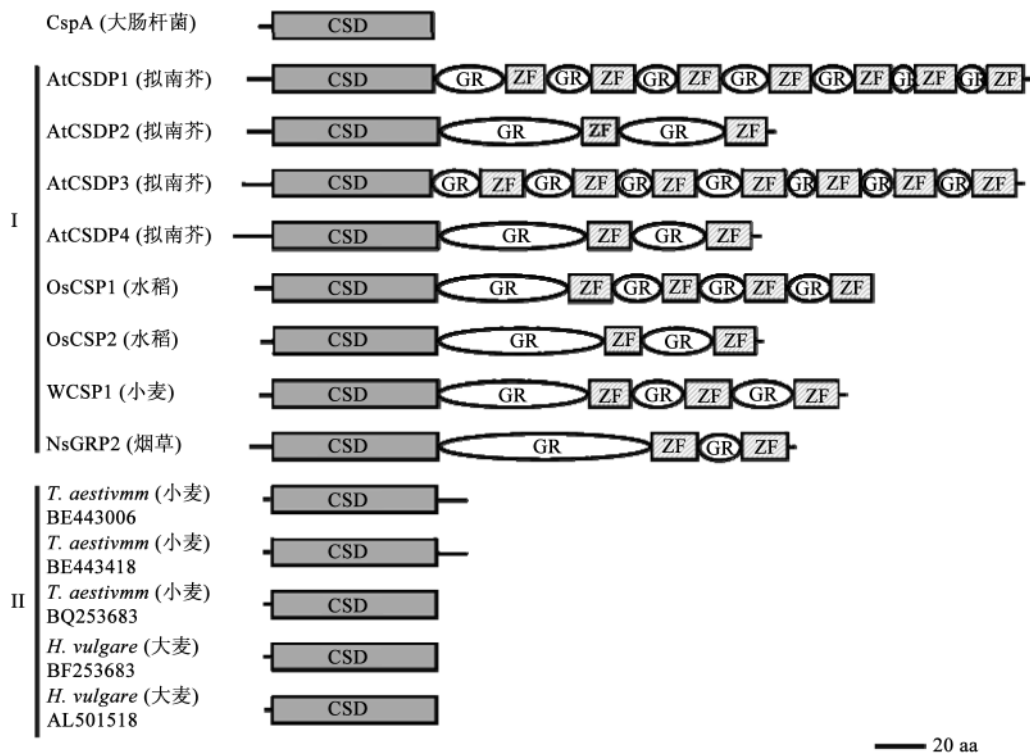 CspA (大肠杆菌) CSD
I
AtCSDP1 (拟南芥) CSD GR ZF GR ZF GR ZF GR ZF GR ZF GR ZF GR ZF
AtCSDP2 (拟南芥) CSD GR ZF GR ZF
AtCSDP3 (拟南芥) CSD GR ZF GR ZF GR ZF GR ZF GR ZF GR ZF GR ZF
AtCSDP4 (拟南芥) CSD GR ZF GR ZF
OsCSP1 (水稻) CSD GR ZF GR ZF GR ZF GR ZF
OsCSP2 (水稻) CSD GR ZF GR ZF
WCSP1 (小麦) CSD GR ZF GR ZF GR ZF
NsGRP2 (烟草) CSD GR ZF GR ZF
II
T. aestivmm (小麦) CSD
BE443006
T. aestivmm (小麦) CSD
BE443418
T. aestivmm (小麦) CSD
BQ253683
H. vulgare (大麦) CSD
BF253683
H. vulgare (大麦) CSD
AL501518
20 aa